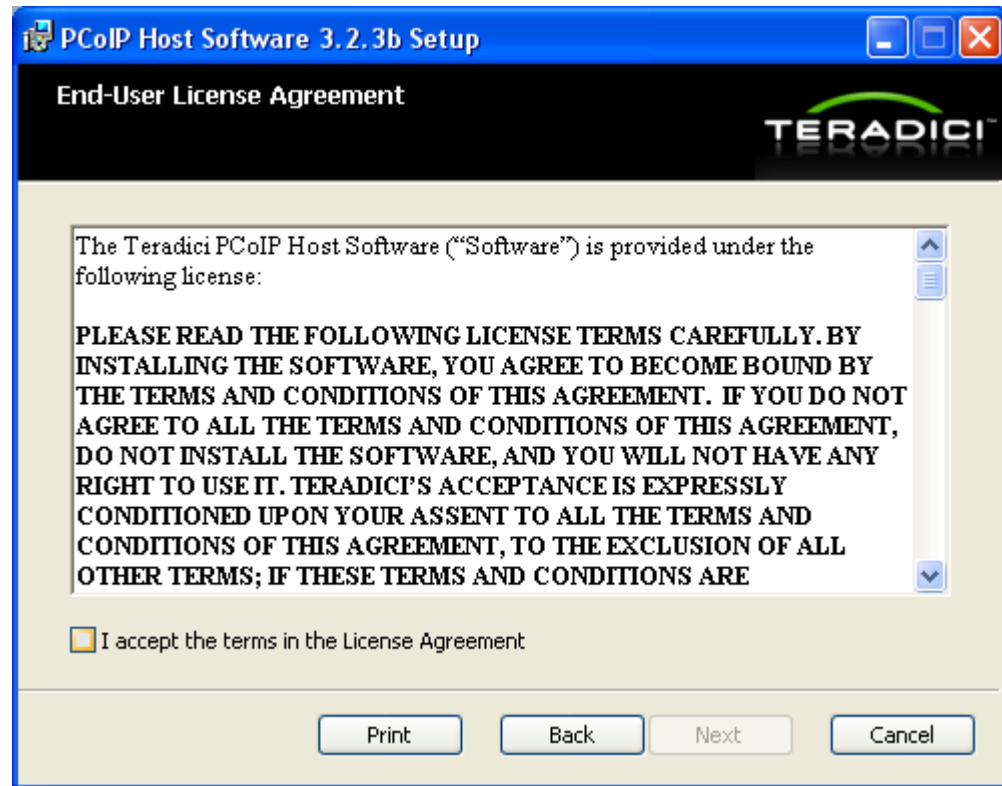 PCoIP Host Software 3.2.3b Setup
End-User License Agreement
TERADICI™
The Teradici PCoIP Host Software (“Software”) is provided under the
following license:
PLEASE READ THE FOLLOWING LICENSE TERMS CAREFULLY. BY
INSTALLING THE SOFTWARE, YOU AGREE TO BECOME BOUND BY
THE TERMS AND CONDITIONS OF THIS AGREEMENT.  IF YOU DO NOT
AGREE TO ALL THE TERMS AND CONDITIONS OF THIS AGREEMENT,
DO NOT INSTALL THE SOFTWARE, AND YOU WILL NOT HAVE ANY
RIGHT TO USE IT. TERADICI’S ACCEPTANCE IS EXPRESSLY
CONDITIONED UPON YOUR ASSENT TO ALL THE TERMS AND
CONDITIONS OF THIS AGREEMENT, TO THE EXCLUSION OF ALL
OTHER TERMS; IF THESE TERMS AND CONDITIONS ARE
I accept the terms in the License Agreement
Print
Back
Next
Cancel